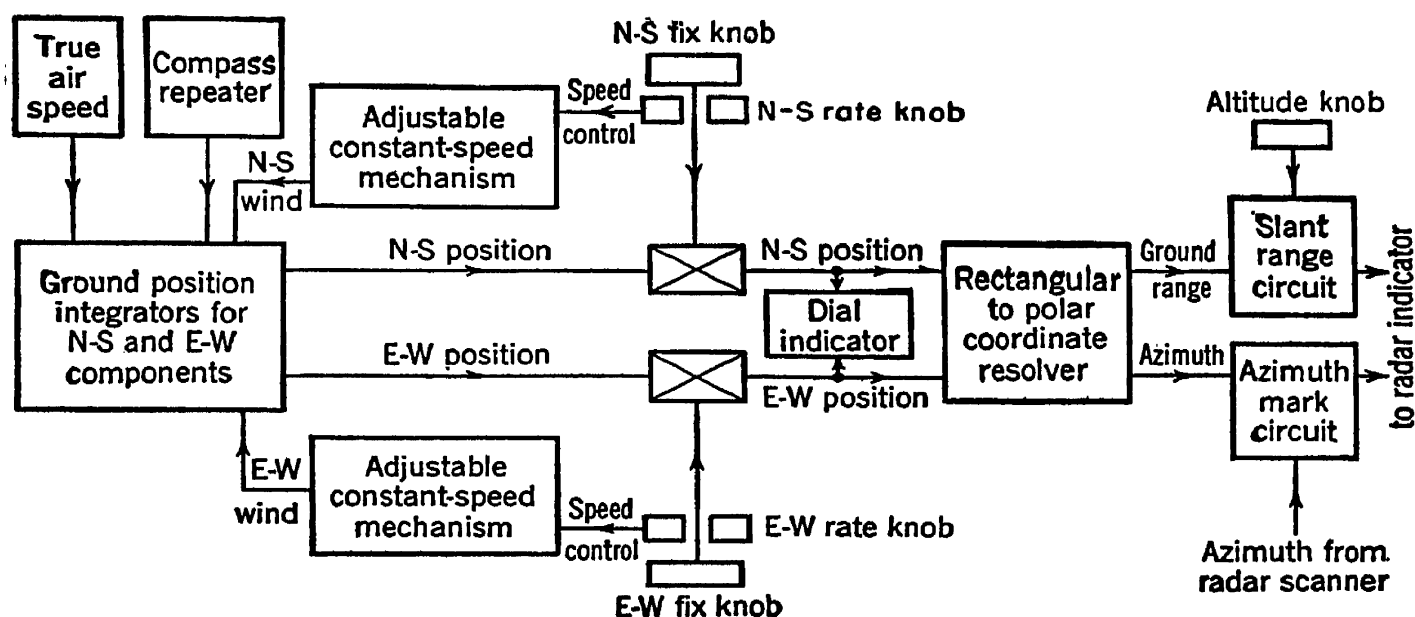 True
air
speed
Compass
repeater
N-S fix knob
Speed
control
N-S rate knob
Adjustable
constant-speed
mechanism
N-S
wind
Altitude knob
Ground position
integrators for
N-S and E-W
components
N-S position
N-S position
Dial
indicator
E-W position
E-W position
Rectangular
to polar
coordinate
resolver
Ground
range
Slant
range
circuit
Azimuth
Azimuth
mark
circuit
to radar indicator
E-W
wind
Adjustable
constant-speed
mechanism
Speed
control
E-W rate knob
E-W fix knob
Azimuth from
radar scanner